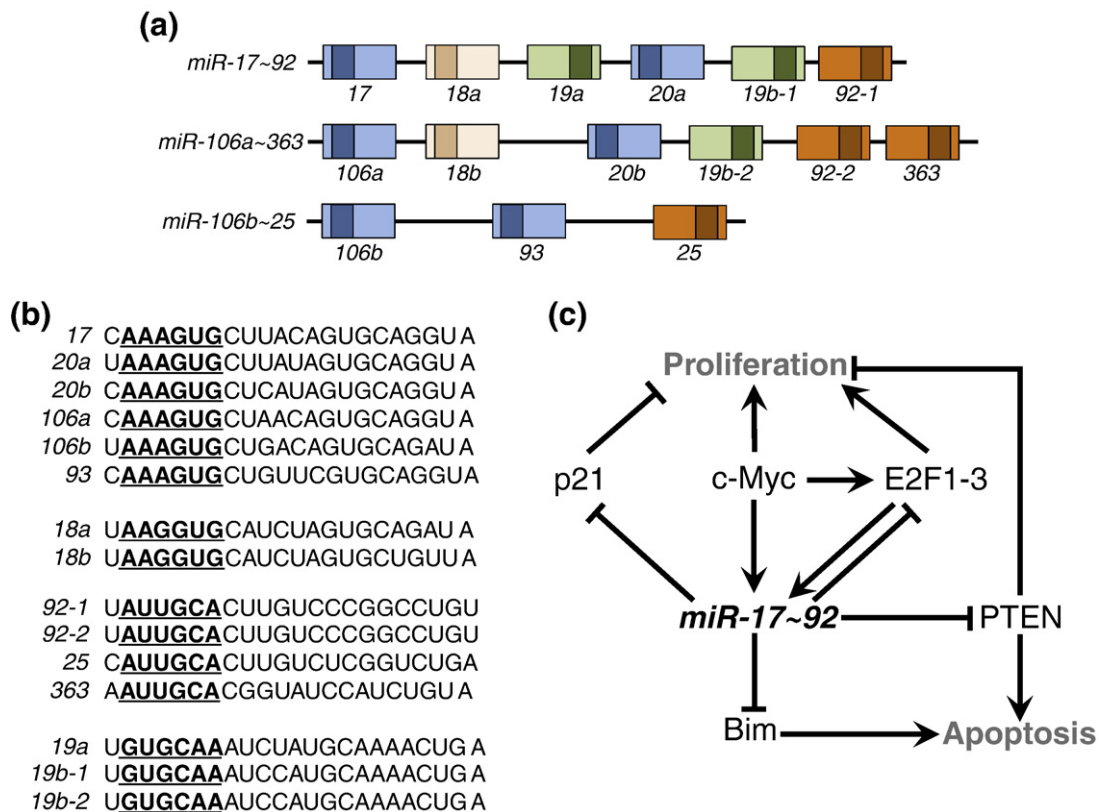 (a)
miR-17~92
17 18a 19a 20a 19b-1 92-1
miR-106a~363
106a 18b 20b 19b-2 92-2 363
miR-106b~25
106b 93 25
(b)
17 CAAAGUGCUUACAGUGCAGGUA
20a UAAAGUGCUUAUAGUGCAGGUA
20b CAAAGUGCUCAUAGUGCAGGUA
106a CAAAGUGCUAACAGUGCAGGUA
106b UAAAGUGCUGACAGUGCAGAUA
93 CAAAGUGCUGUUCGUGCAGGUA
18a UAAGGUGCAUCUAGUGCAGAUA
18b UAAGGUGCAUCUAGUGCUGUUA
92-1 UAUUGCACUUGUCCCGGCCUGU
92-2 UAUUGCACUUGUCCCGGCCUGU
25 CAUUGCACUUGUCUCGGUCUGA
363 AAUUGCACGGUAUCCAUCUGUA
19a UGUGCAAAUCUAUGCAAAACUGA
19b-1 UGUGCAAAUCCAUGCAAAACUGA
19b-2 UGUGCAAAUCCAUGCAAAACUGA
(c)
Proliferation
p21 c-Myc E2F1-3
miR-17~92 PTEN
Bim Apoptosis